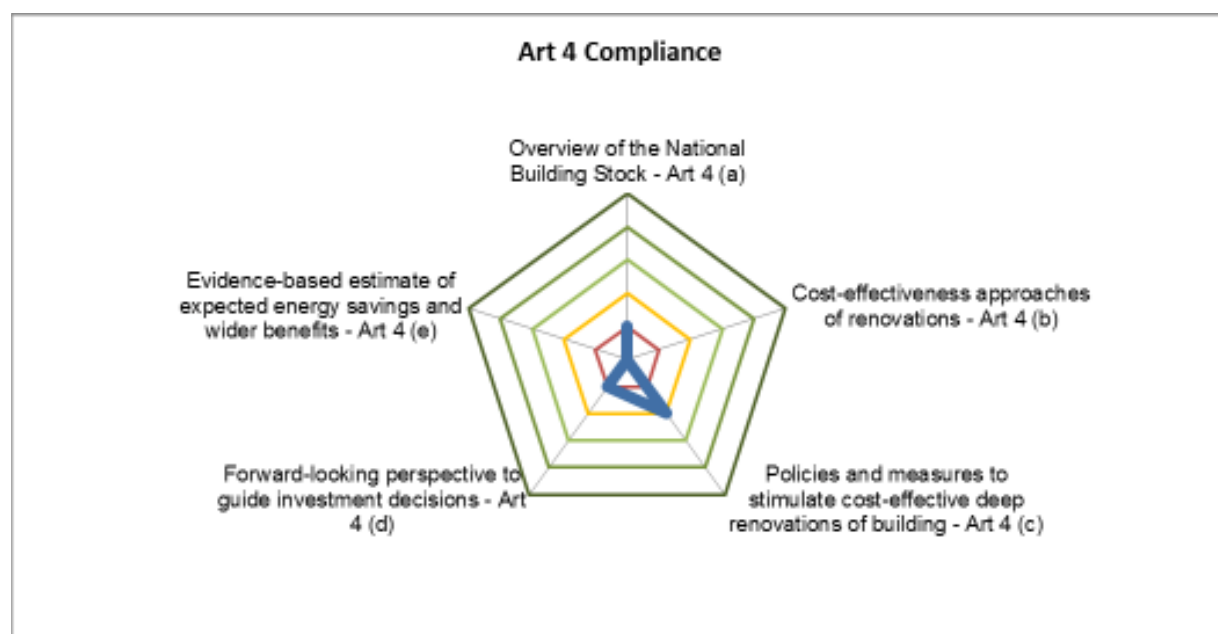 Art 4 Compliance
Overview of the National
Building Stock - Art 4 (a)
Cost-effectiveness approaches
of renovations - Art 4 (b)
Policies and measures to
stimulate cost-effective deep
renovations of building - Art 4 (c)
Forward-looking perspective to
guide investment decisions - Art
4 (d)
Evidence-based estimate of
expected energy savings and
wider benefits - Art 4 (e)